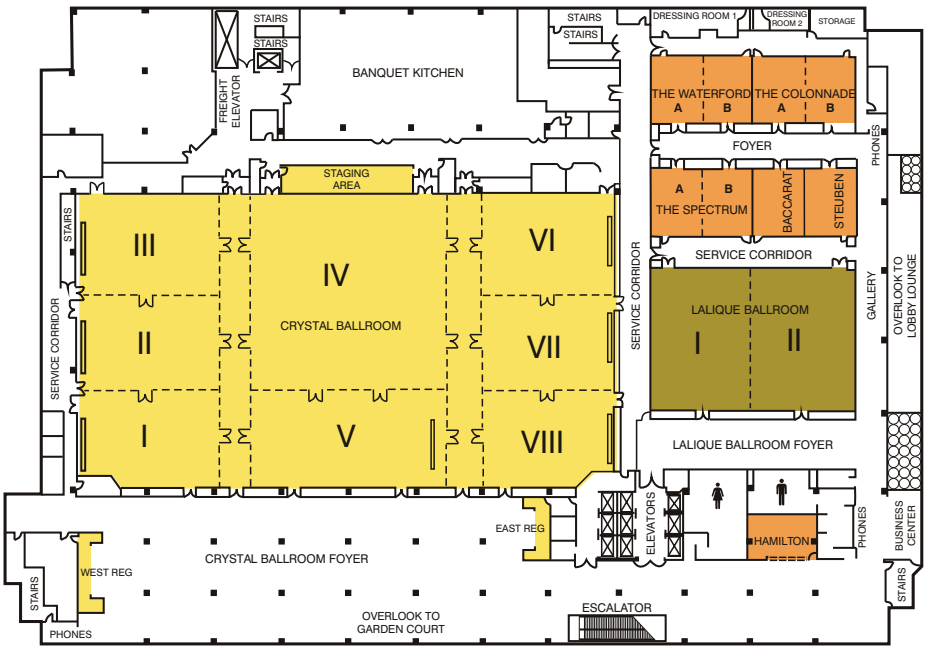 STAIRS
STAIRS
FREIGHT
ELEVATOR
BANQUET KITCHEN
STAIRS
STAIRS
DRESSING ROOM 1
DRESSING
ROOM 2
STORAGE
THE WATERFORD
A
B
THE COLONNADE
A
B
FOYER
PHONES
STAGING
AREA
A
B
THE SPECTRUM
BACCARAT
STEUBEN
SERVICE CORRIDOR
STAIRS
SERVICE CORRIDOR
III
IV
VI
CRYSTAL BALLROOM
II
VII
I
V
VIII
SERVICE CORRIDOR
LALIQUE BALLROOM
I
II
GALLERY
OVERLOOK TO
LOBBY LOUNGE
LALIQUE BALLROOM FOYER
EAST REG
ELEVATORS
HAMILTON
PHONES
BUSINESS
CENTER
CRYSTAL BALLROOM FOYER
WEST REG
STAIRS
STAIRS
PHONES
OVERLOOK TO
GARDEN COURT
ESCALATOR